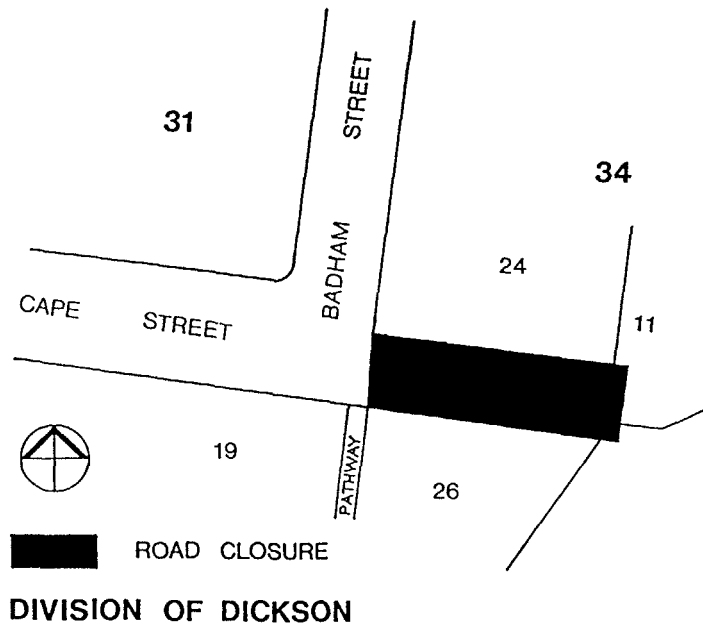 31
STREET
34
BADHAM
24
CAPE STREET
11
19
PATHWAY
26
ROAD CLOSURE
DIVISION OF DICKSON